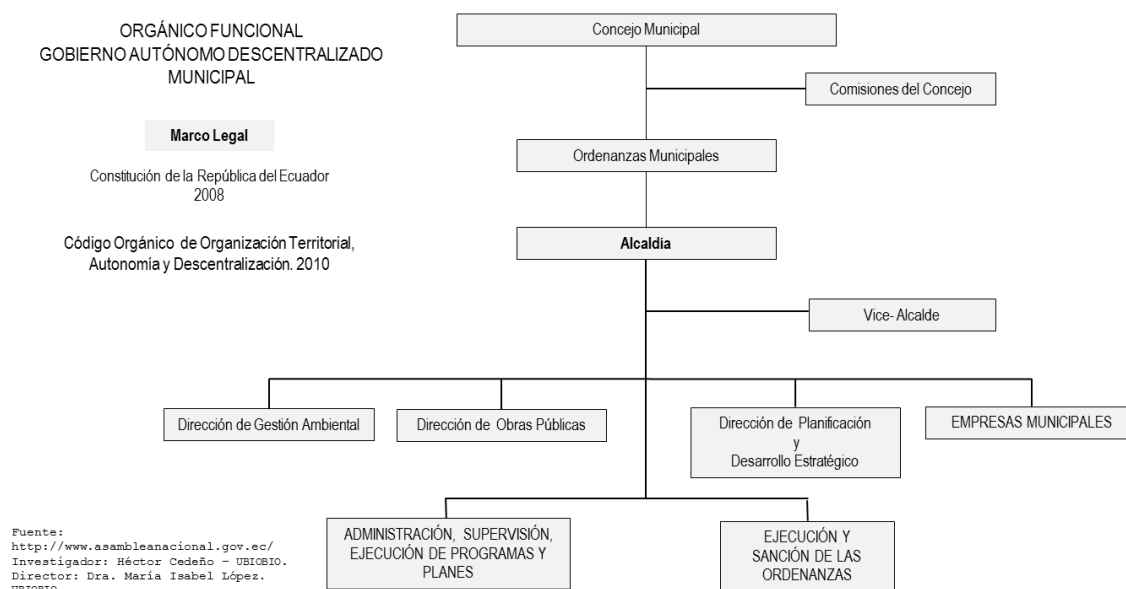 ORGÁNICO FUNCIONAL
GOBIERNO AUTÓNOMO DESCENTRALIZADO
MUNICIPAL
Marco Legal
Constitución de la República del Ecuador
2008
Código Orgánico de Organización Territorial,
Autonomía y Descentralización. 2010
Concejo Municipal
Comisiones del Concejo
Ordenanzas Municipales
Alcaldía
Vice- Alcalde
Dirección de Gestión Ambiental
Dirección de Obras Públicas
Dirección de Planificación
y
Desarrollo Estratégico
EMPRESAS MUNICIPALES
ADMINISTRACIÓN, SUPERVISIÓN,
EJECUCIÓN DE PROGRAMAS Y
PLANES
EJECUCIÓN Y
SANCIÓN DE LAS
ORDENANZAS
Fuente:
http://www.asambleanacional.gov.ec/
Investigador: Héctor Cedeño – UBIOBIO.
Director: Dra. María Isabel López.
UBIOBIO